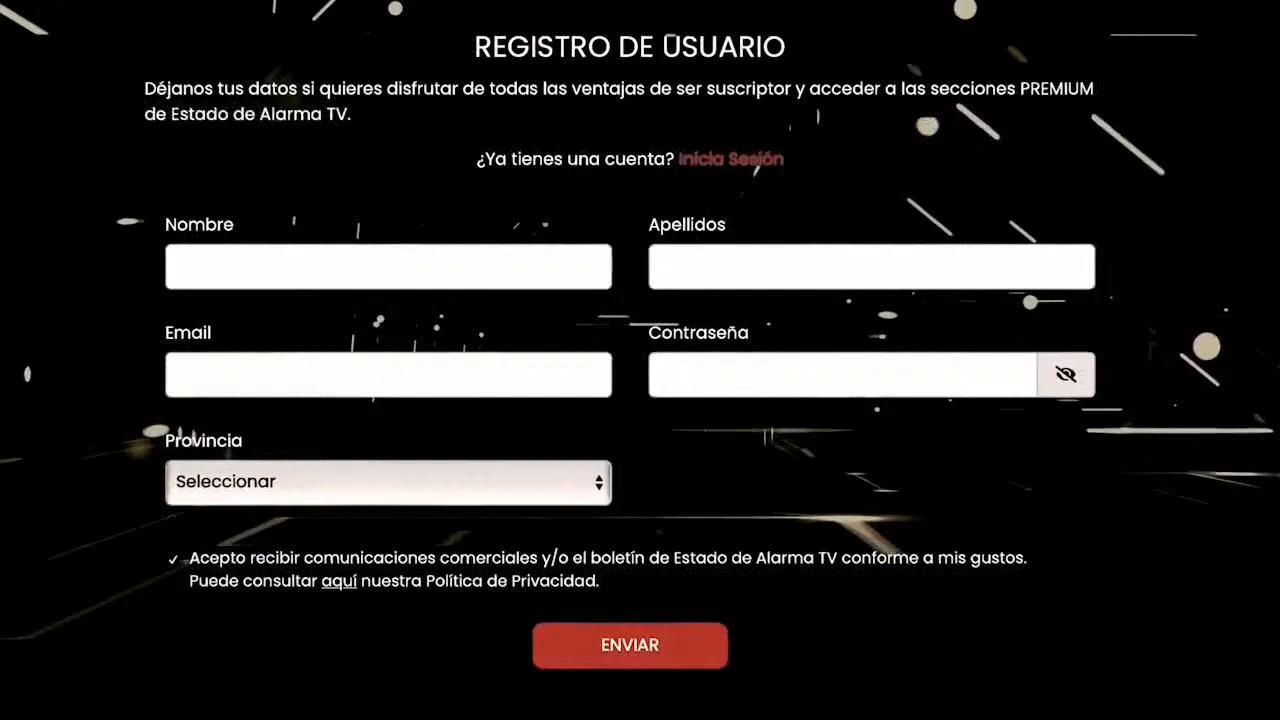 REGISTRO DE USUARIO
Déjanos tus datos si quieres disfrutar de todas las ventajas de ser suscriptor y acceder a las secciones PREMIUM
de Estado de Alarma TV.
¿Ya tienes una cuenta? Inicia Sesión
Nombre
Apellidos
Email
Contraseña
Provincia
Seleccionar
Acepto recibir comunicaciones comerciales y/o el boletín de Estado de Alarma TV conforme a mis gustos.
Puede consultar aquí nuestra Política de Privacidad.
ENVIAR